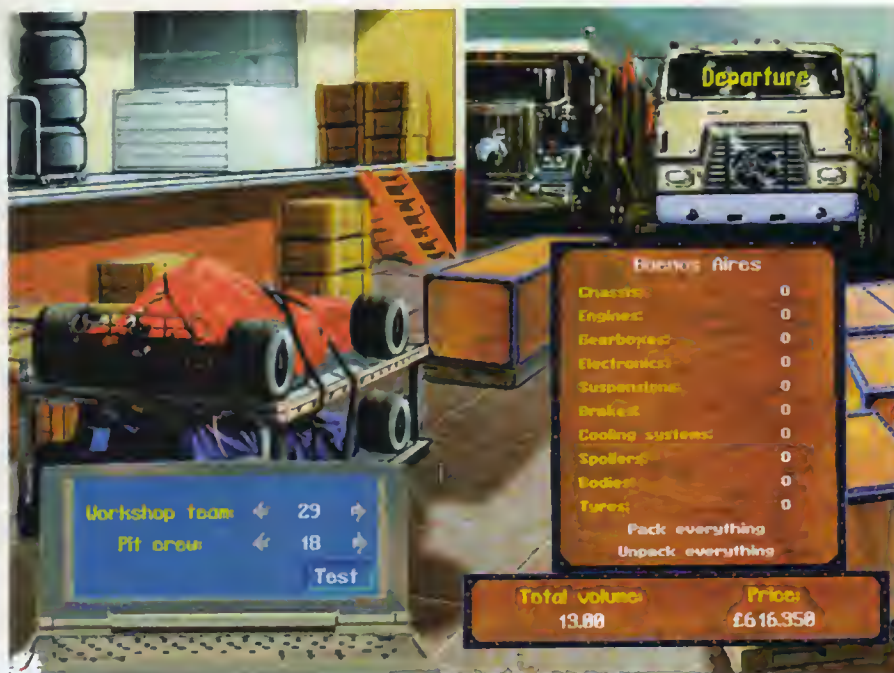 Departure
Buenos Aires
Chassis: 0
Engines: 0
Gearboxes: 0
Electronics: 0
Suspensions: 0
Brakes: 0
Cooling systems: 0
Spoilers: 0
Bodies: 0
Tyres: 0
Pack everything
Unpack everything
Workshop team: 29
Pit crew: 18
Test
Total volume: Price:
13.00 £616.350